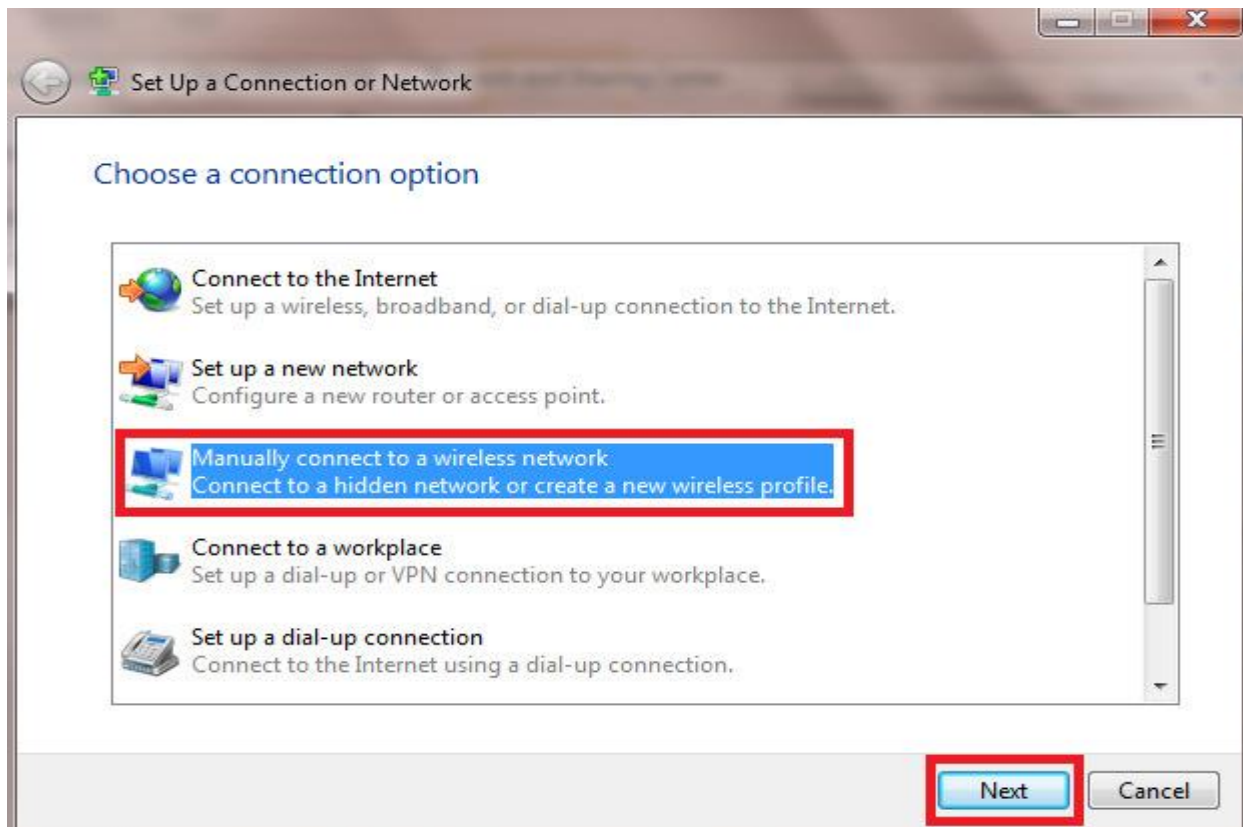 Set Up a Connection or Network
Choose a connection option
Connect to the Internet
Set up a wireless, broadband, or dial-up connection to the Internet.
Set up a new network
Configure a new router or access point.
Manually connect to a wireless network
Connect to a hidden network or create a new wireless profile.
Connect to a workplace
Set up a dial-up or VPN connection to your workplace.
Set up a dial-up connection
Connect to the Internet using a dial-up connection.
Next
Cancel